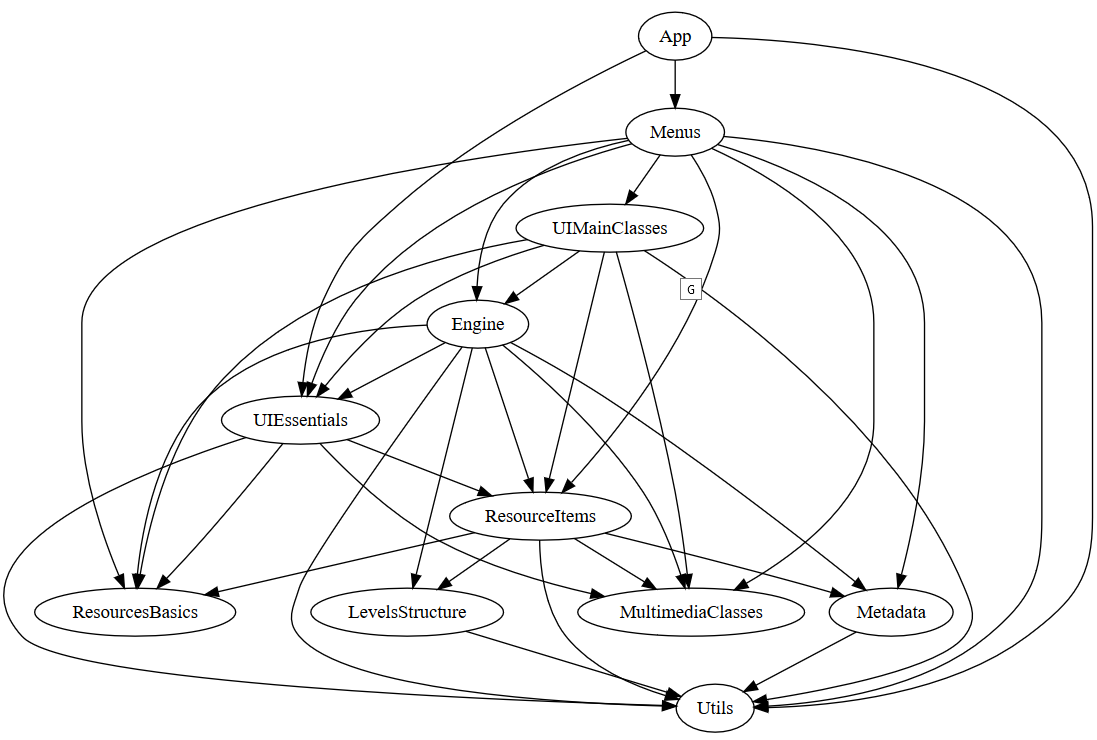 App
Menus
UIMainClasses
G
Engine
UIEssentials
ResourceItems
ResourcesBasics
LevelsStructure
MultimediaClasses
Metadata
Utils